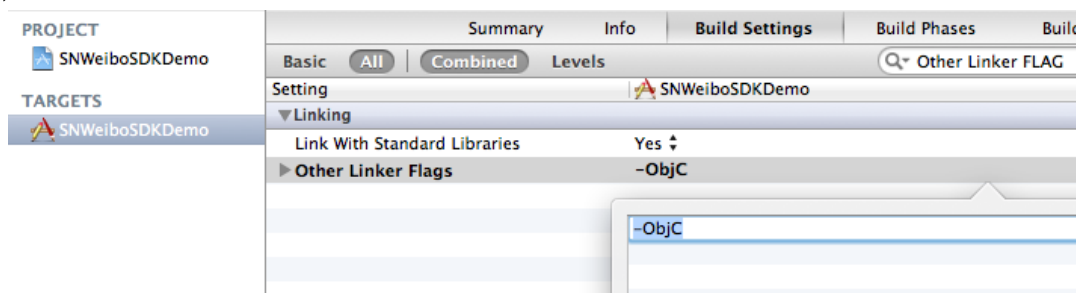 PROJECT
SNWeiboSDKDemo
TARGETS
SNWeiboSDKDemo
Summary Info Build Settings Build Phases Build
Basic All Combined Levels Other Linker FLAG
Setting SNWeiboSDKDemo
Linking
Link With Standard Libraries Yes
Other Linker Flags -ObjC
-ObjC